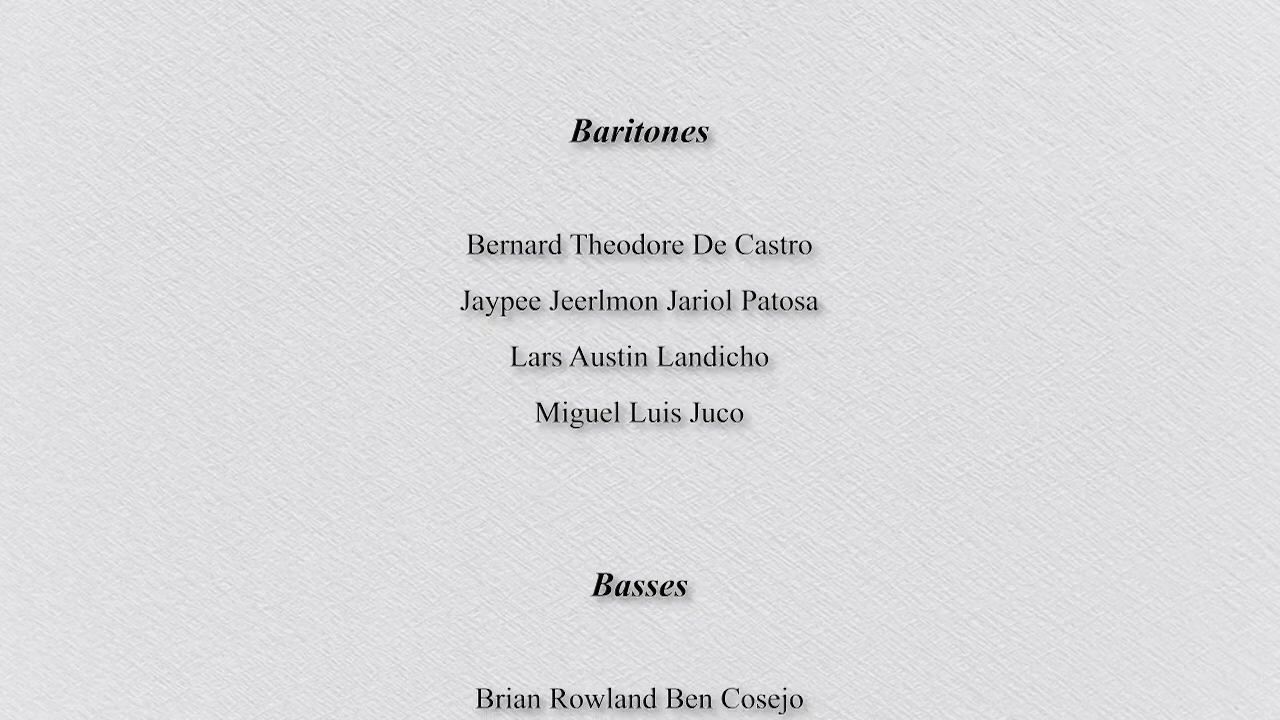 Baritones
Bernard Theodore De Castro
Jaypee Jeerlmon Jariol Patosa
Lars Austin Landicho
Miguel Luis Juco
Basses
Brian Rowland Ben Cosejo